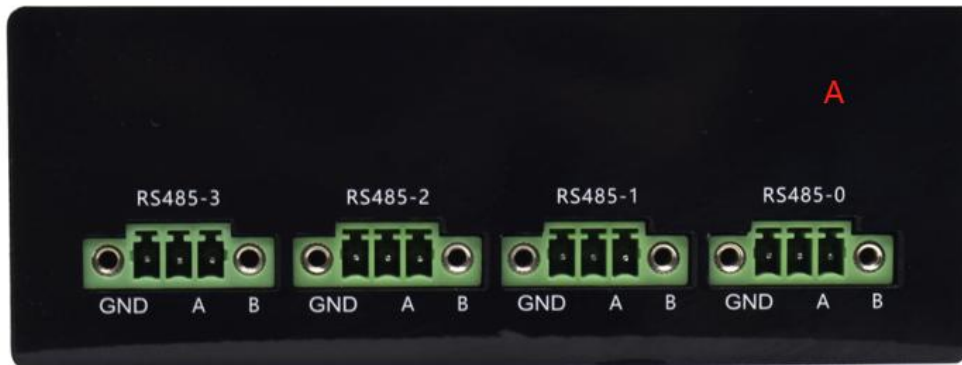 A
RS485-3 RS485-2 RS485-1 RS485-0
GND A B GND A B GND A B GND A B